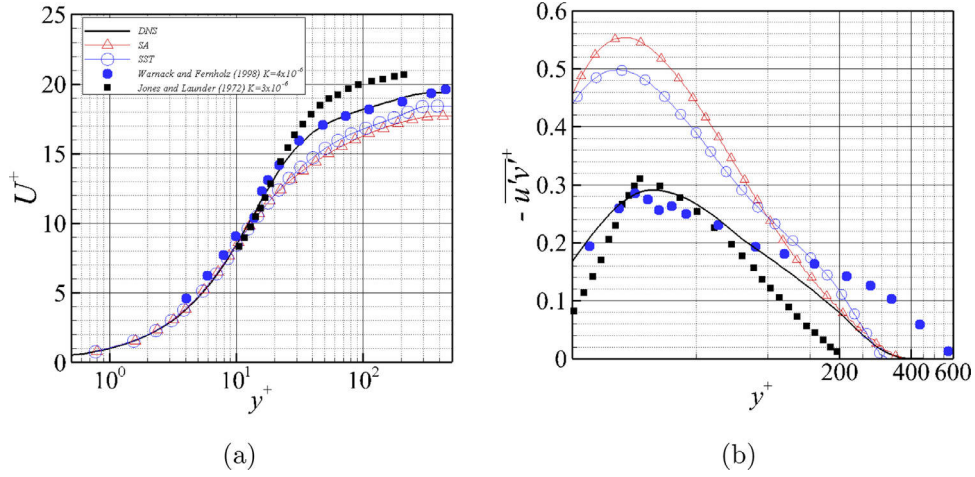 DNS
SA
SST
Warnack and Fernholz (1998) K=4x10⁻⁶
Jones and Launder (1972) K=3x10⁻⁶
25
20
15
10
5
0
U⁺
10⁰ 10¹ 10²
y⁺
(a)
0.6
0.5
0.4
0.3
0.2
0.1
0
- u'v'⁺
200 400 600
y⁺
(b)